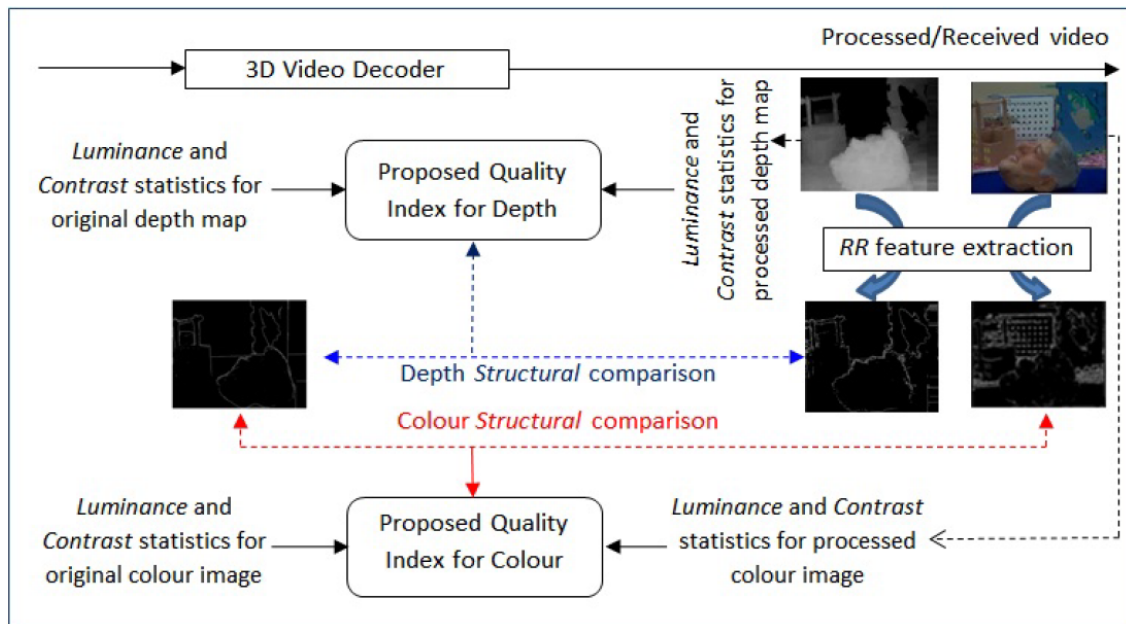 Processed/Received video
3D Video Decoder
Luminance and
Contrast statistics for
original depth map
Proposed Quality
Index for Depth
Luminance and
Contrast statistics for
processed depth map
RR feature extraction
Depth Structural comparison
Colour Structural comparison
Luminance and
Contrast statistics for
original colour image
Proposed Quality
Index for Colour
Luminance and Contrast
statistics for processed
colour image